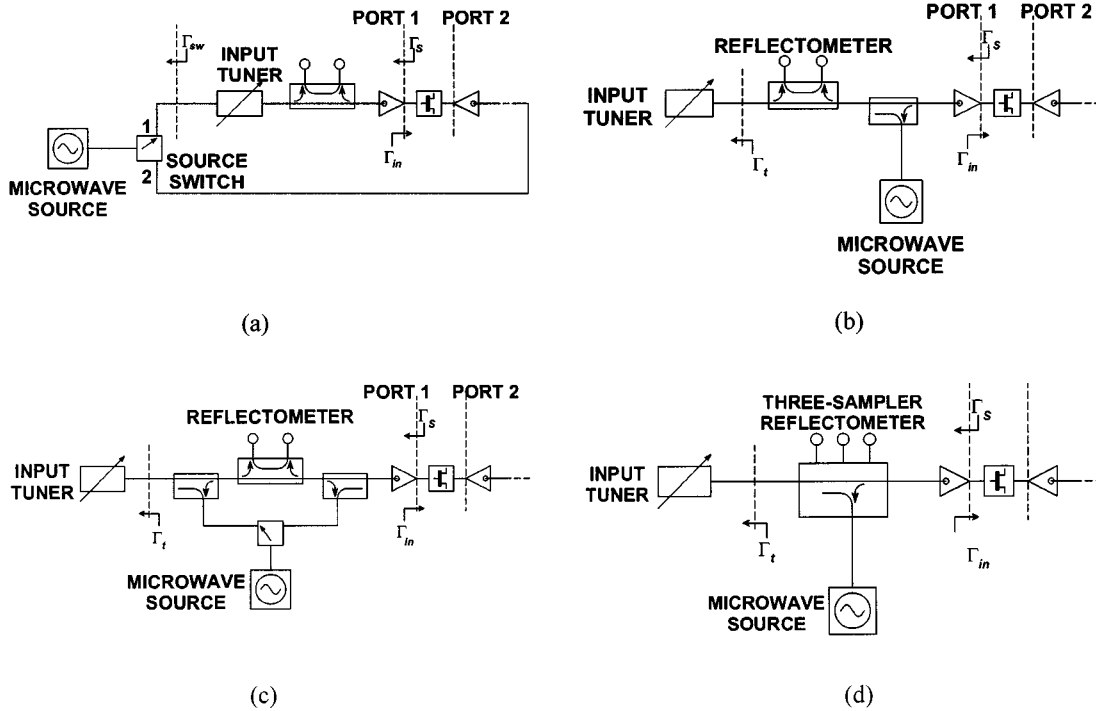 PORT 1 PORT 2
Γsw
INPUT
TUNER
Γs
1
2
SOURCE
SWITCH
MICROWAVE
SOURCE
Γin
(a)
PORT 1 PORT 2
REFLECTOMETER
Γs
INPUT
TUNER
Γt
Γin
MICROWAVE
SOURCE
(b)
PORT 1 PORT 2
REFLECTOMETER
Γs
INPUT
TUNER
Γt
Γin
MICROWAVE
SOURCE
(c)
THREE-SAMPLER
REFLECTOMETER
Γs
INPUT
TUNER
Γt
Γin
MICROWAVE
SOURCE
(d)